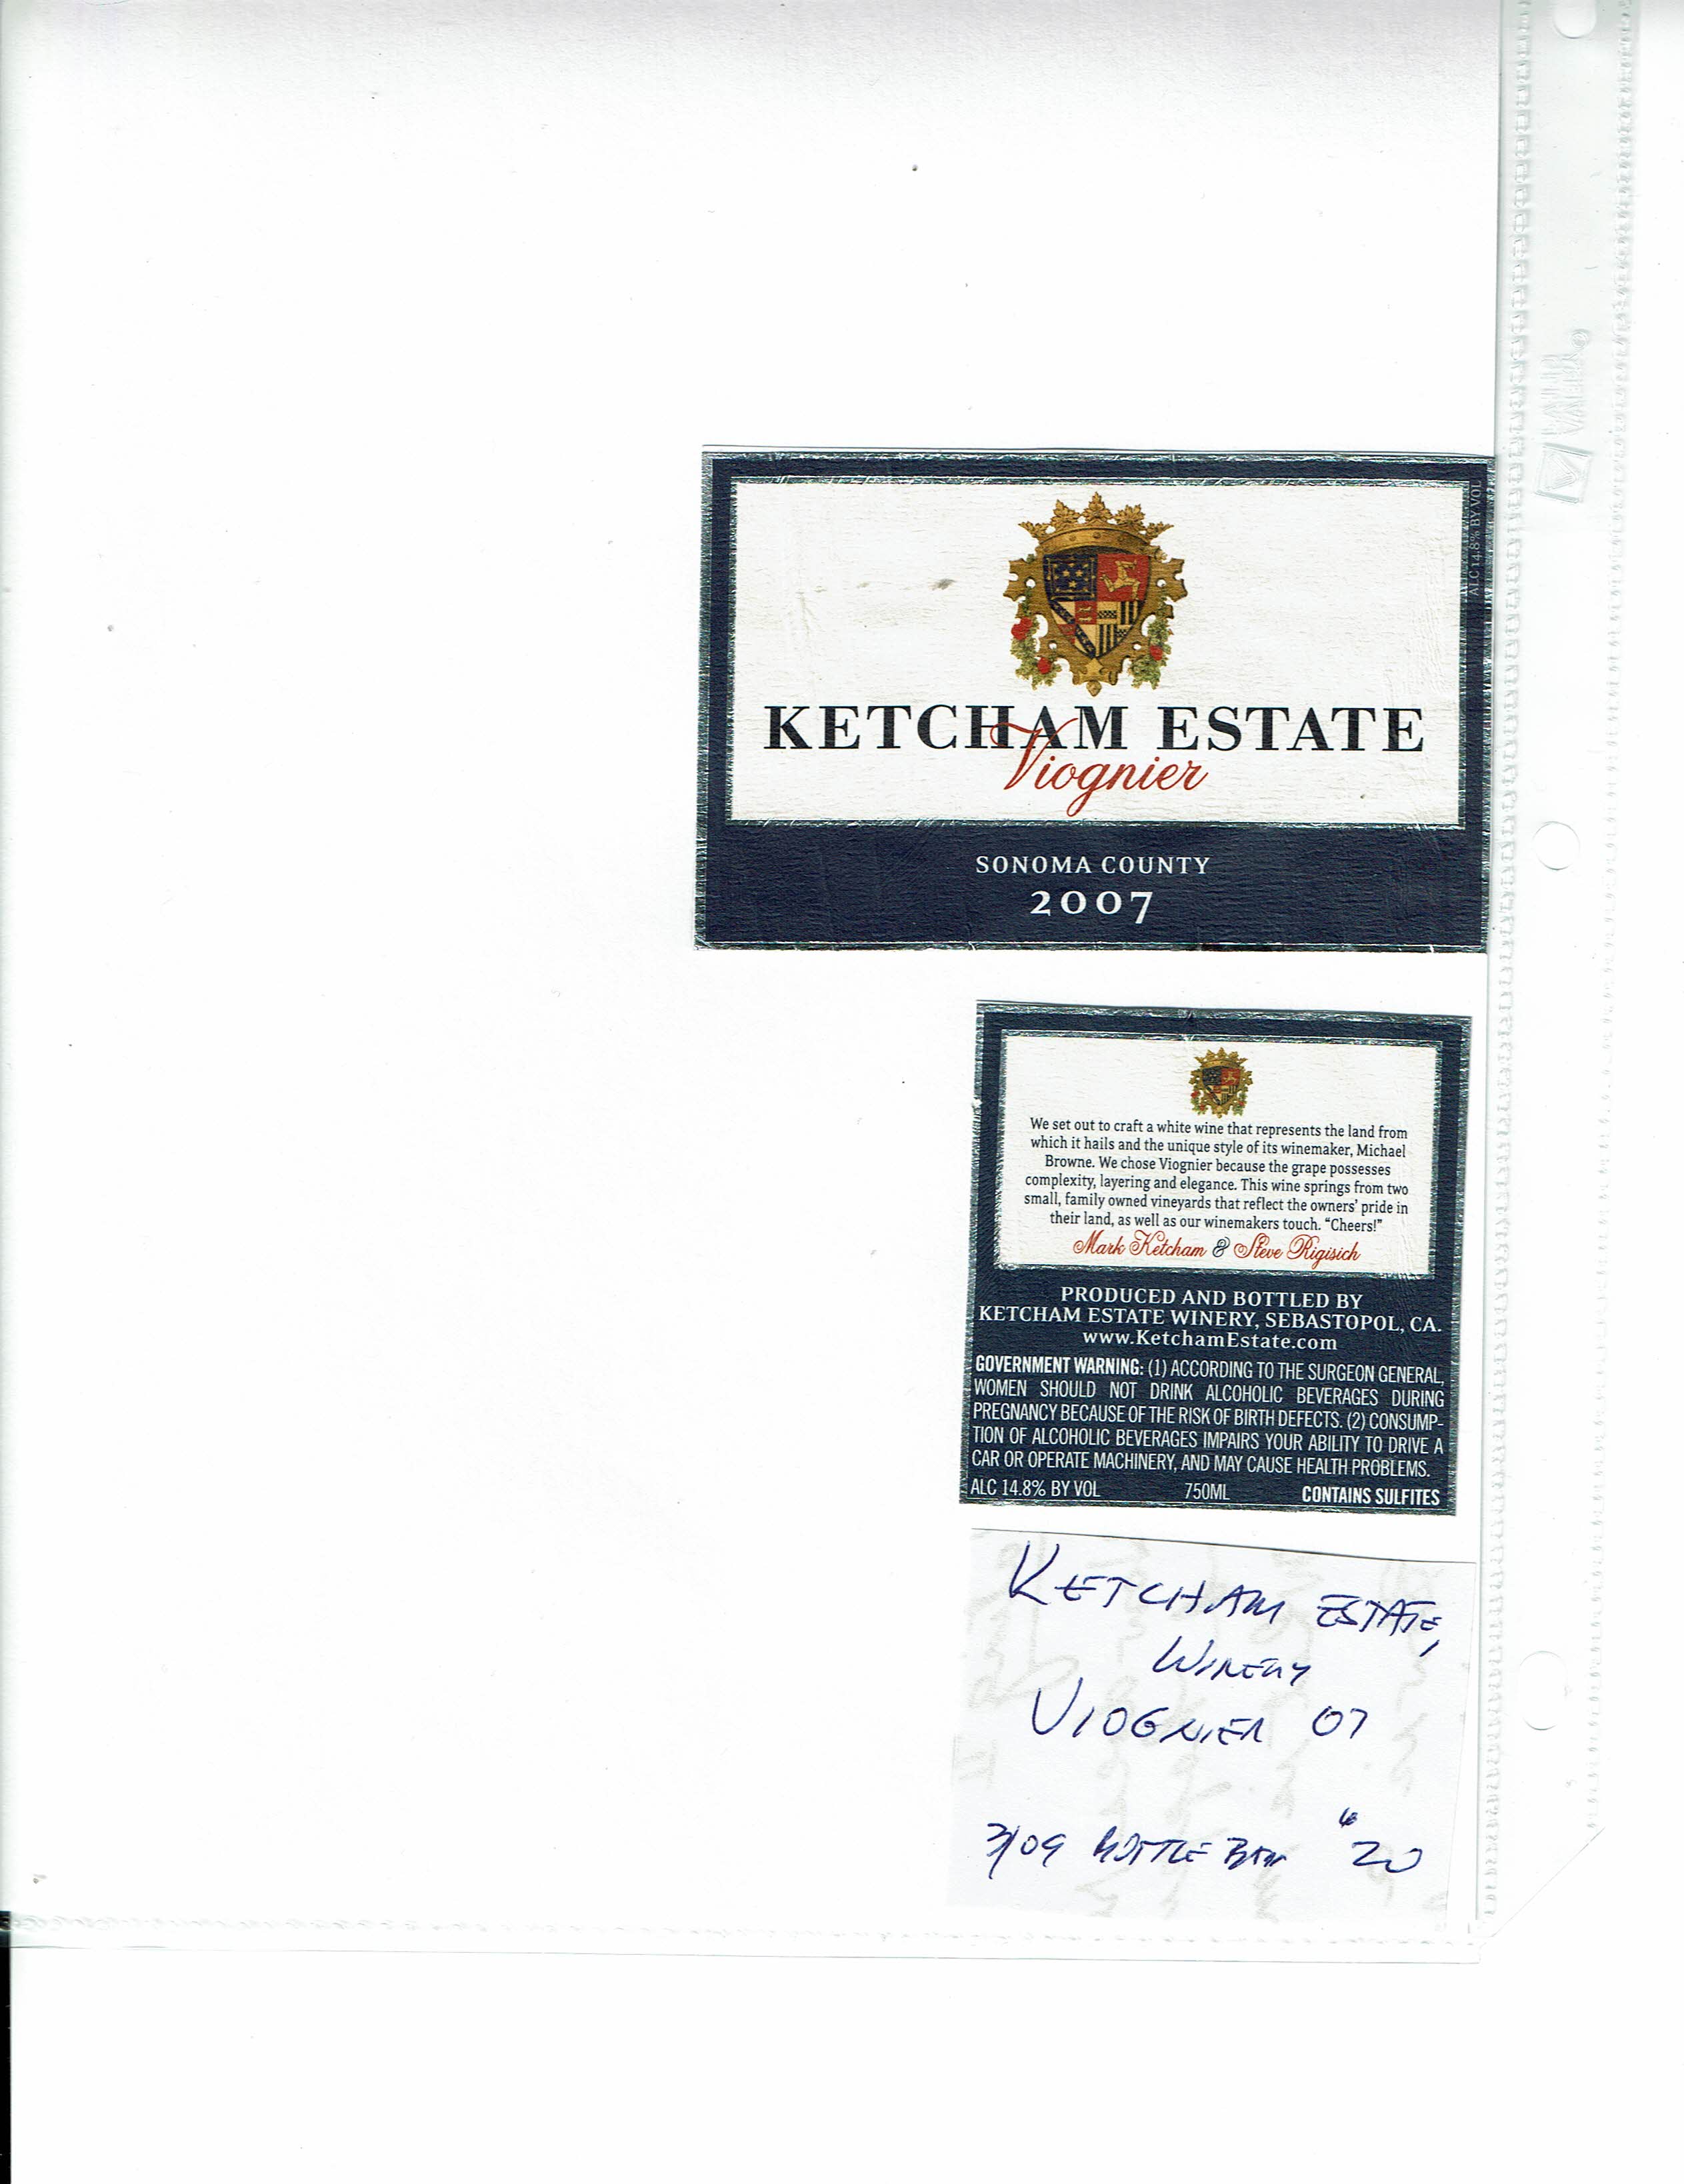 ALC 14.8% BY VOL
KETCHAM ESTATE
Viognier
SONOMA COUNTY
2007
We set out to craft a white wine that represents the land from
which it hails and the unique style of its winemaker, Michael
Browne. We chose Viognier because the grape possesses
complexity, layering and elegance. This wine springs from two
small, family owned vineyards that reflect the owners' pride in
their land, as well as our winemakers touch. "Cheers!"
Mark Ketcham & Steve Rigisich
PRODUCED AND BOTTLED BY
KETCHAM ESTATE WINERY, SEBASTOPOL, CA.
www.KetchamEstate.com
GOVERNMENT WARNING: (1) ACCORDING TO THE SURGEON GENERAL,
WOMEN SHOULD NOT DRINK ALCOHOLIC BEVERAGES DURING
PREGNANCY BECAUSE OF THE RISK OF BIRTH DEFECTS. (2) CONSUMP-
TION OF ALCOHOLIC BEVERAGES IMPAIRS YOUR ABILITY TO DRIVE A
CAR OR OPERATE MACHINERY, AND MAY CAUSE HEALTH PROBLEMS.
ALC 14.8% BY VOL 750ML CONTAINS SULFITES
KETCHAM ESTATE,
WINERY
VIOGNIER 07
3/09 BOTTLE 20